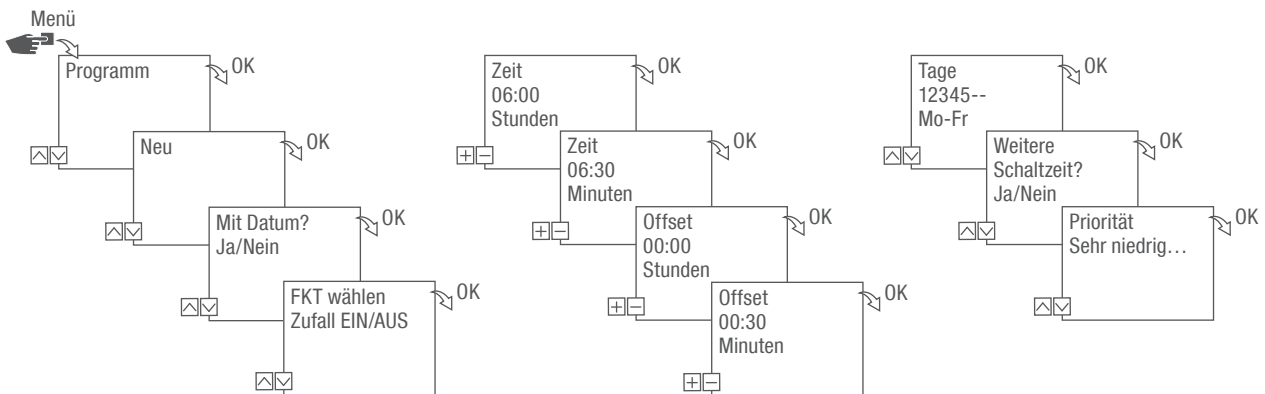 Menü
Programm
OK
Neu
OK
Mit Datum?
Ja/Nein
OK
FKT wählen
Zufall EIN/AUS
OK
Zeit
06:00
Stunden
OK
Zeit
06:30
Minuten
OK
Offset
00:00
Stunden
OK
Offset
00:30
Minuten
OK
Tage
12345--
Mo-Fr
OK
Weitere
Schaltzeit?
Ja/Nein
OK
Priorität
Sehr niedrig…
OK